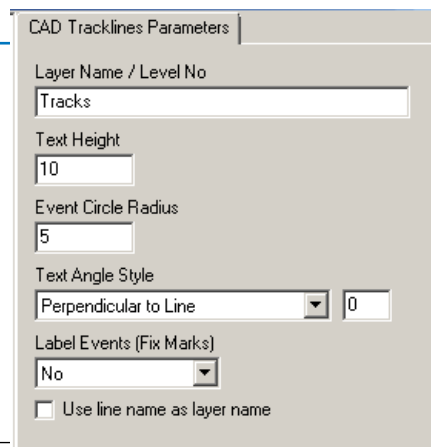 CAD Tracklines Parameters
Layer Name / Level No
Tracks
Text Height
10
Event Circle Radius
5
Text Angle Style
Perpendicular to Line 0
Label Events (Fix Marks)
No
Use line name as layer name